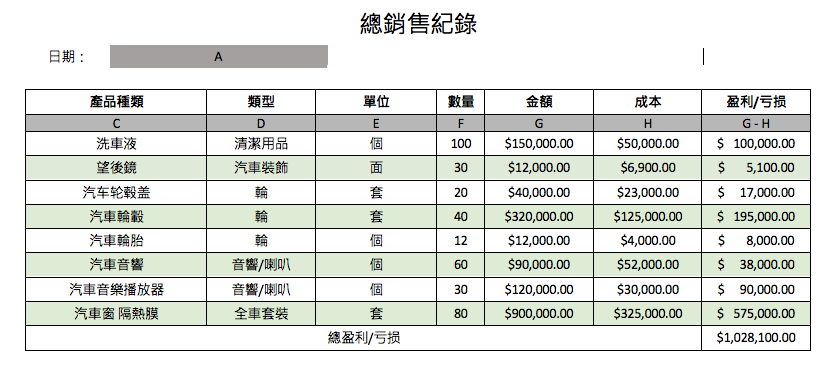 總銷售紀錄
日期： A
產品種類 類型 單位 數量 金額 成本 盈利/亏损
C D E F G H G - H
洗車液 清潔用品 個 100 $150,000.00 $50,000.00 $ 100,000.00
望後鏡 汽車裝飾 面 30 $12,000.00 $6,900.00 $ 5,100.00
汽车轮毂盖 輪 套 20 $40,000.00 $23,000.00 $ 17,000.00
汽車輪轂 輪 套 40 $320,000.00 $125,000.00 $ 195,000.00
汽車輪胎 輪 個 12 $12,000.00 $4,000.00 $ 8,000.00
汽車音響 音響/喇叭 個 60 $90,000.00 $52,000.00 $ 38,000.00
汽車音樂播放器 音響/喇叭 個 30 $120,000.00 $30,000.00 $ 90,000.00
汽車窗 隔熱膜 全車套裝 套 80 $900,000.00 $325,000.00 $ 575,000.00
總盈利/亏损 $1,028,100.00